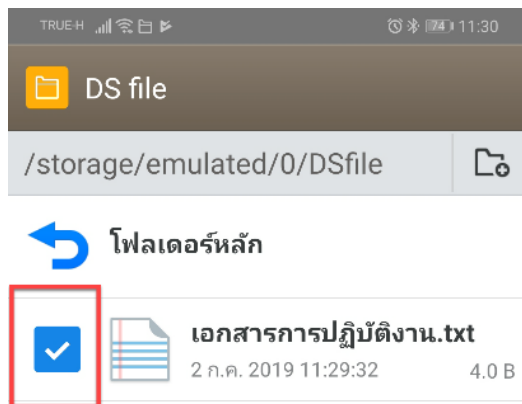 TRUE-H 74 11:30
DS file
/storage/emulated/0/DSfile
โฟลเดอร์หลัก
เอกสารการปฏิบัติงาน.txt
2 ก.ค. 2019 11:29:32 4.0 B